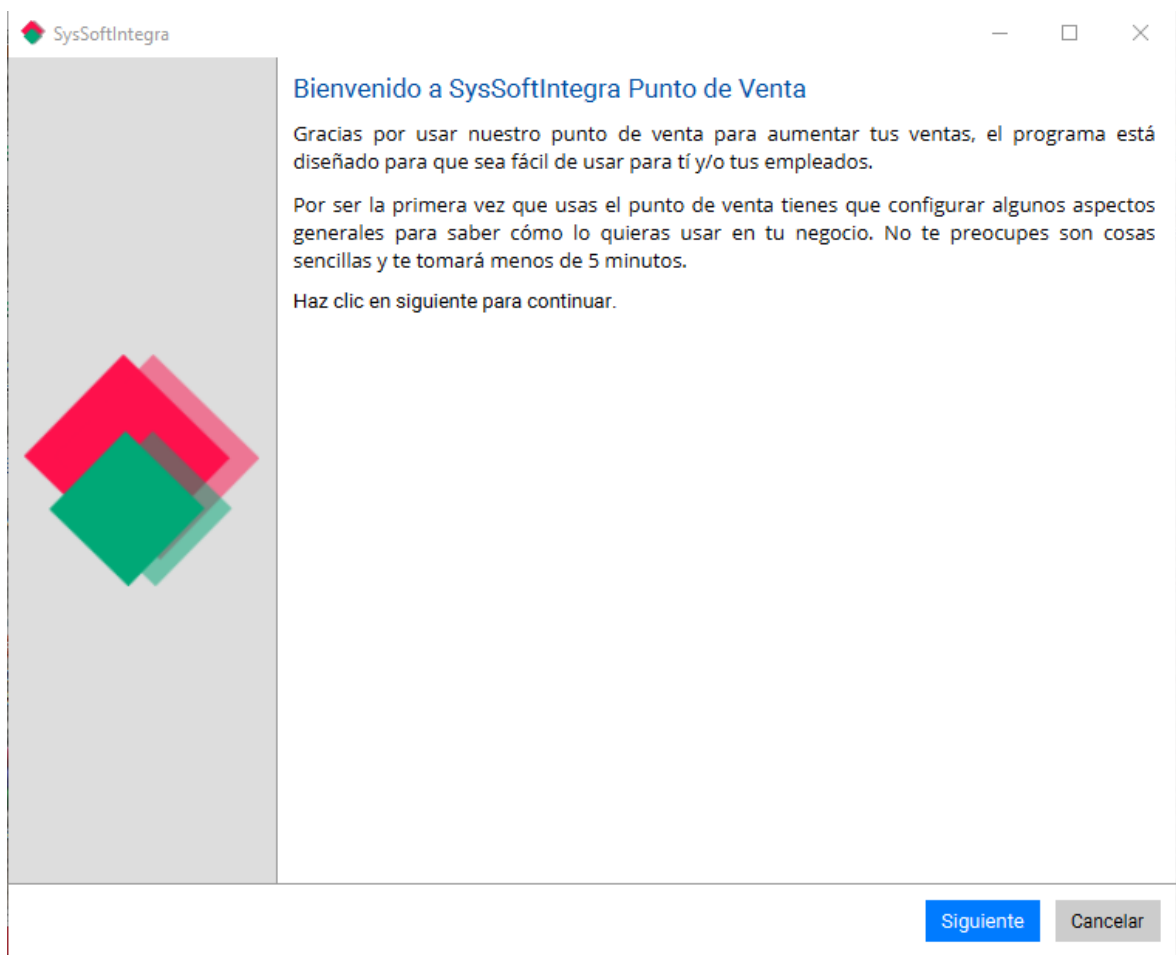 SysSoftIntegra
Bienvenido a SysSoftIntegra Punto de Venta
Gracias por usar nuestro punto de venta para aumentar tus ventas, el programa está
diseñado para que sea fácil de usar para tí y/o tus empleados.
Por ser la primera vez que usas el punto de venta tienes que configurar algunos aspectos
generales para saber cómo lo quieras usar en tu negocio. No te preocupes son cosas
sencillas y te tomará menos de 5 minutos.
Haz clic en siguiente para continuar.
Siguiente
Cancelar